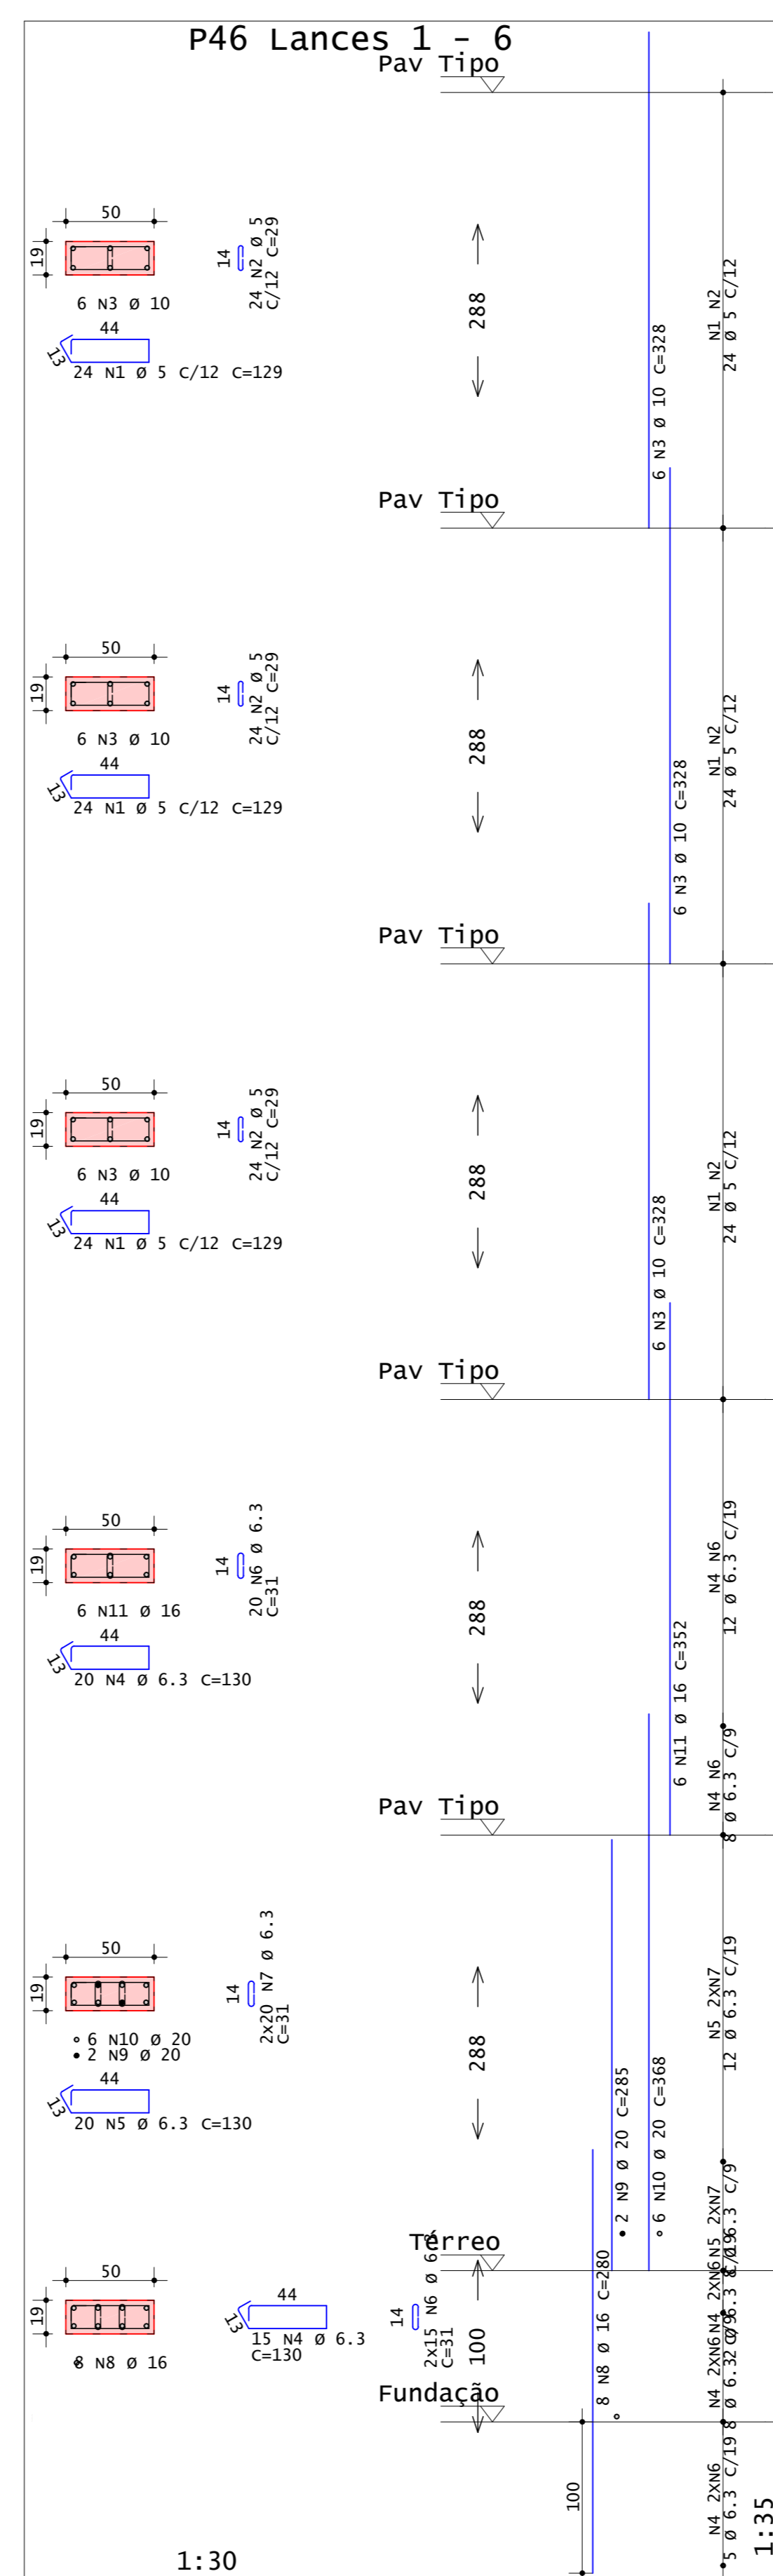 P46 Lances 1 - 6
Pav Tipo
50
19
6 N3 Ø 10
44
13
24 N1 Ø 5 C/12 C=129
14
24 N2 Ø 5
C/12 C=29
288
6 N3 Ø 10 C=328
N1 N2
24 Ø 5 C/12
Pav Tipo
50
19
6 N3 Ø 10
44
13
24 N1 Ø 5 C/12 C=129
14
24 N2 Ø 5
C/12 C=29
288
6 N3 Ø 10 C=328
N1 N2
24 Ø 5 C/12
Pav Tipo
50
19
6 N3 Ø 10
44
13
24 N1 Ø 5 C/12 C=129
14
24 N2 Ø 5
C/12 C=29
288
6 N3 Ø 10 C=328
N1 N2
24 Ø 5 C/12
Pav Tipo
50
19
6 N11 Ø 16
44
13
20 N4 Ø 6.3 C=130
14
20 N6 Ø 6.3
C=31
288
6 N11 Ø 16 C=352
N4 N6
12 Ø 6.3 C/19
N4 N6
8 Ø 6.3 C/9
Pav Tipo
50
19
6 N10 Ø 20
2 N9 Ø 20
44
13
20 N5 Ø 6.3 C=130
14
2x20 N7 Ø 6.3
C=31
288
2 N9 Ø 20 C=285
6 N10 Ø 20 C=368
N5 2xN7
12 Ø 6.3 C/19
N5 2xN7
Térreo
50
19
8 N8 Ø 16
44
13
15 N4 Ø 6.3
C=130
14
2x15 N6 Ø 6.3
C=31
100
8 N8 Ø 16 C=280
N4 2xN6
N4 2xN6
Fundação
100
N4 2xN6
5 Ø 6.3 C/19
1:30
1:35